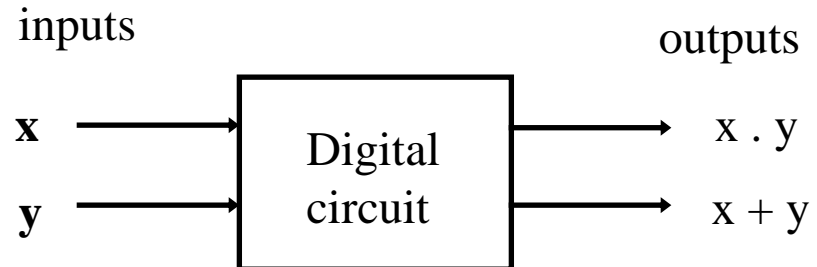 inputs
outputs
x
Digital
circuit
x . y
y
x + y